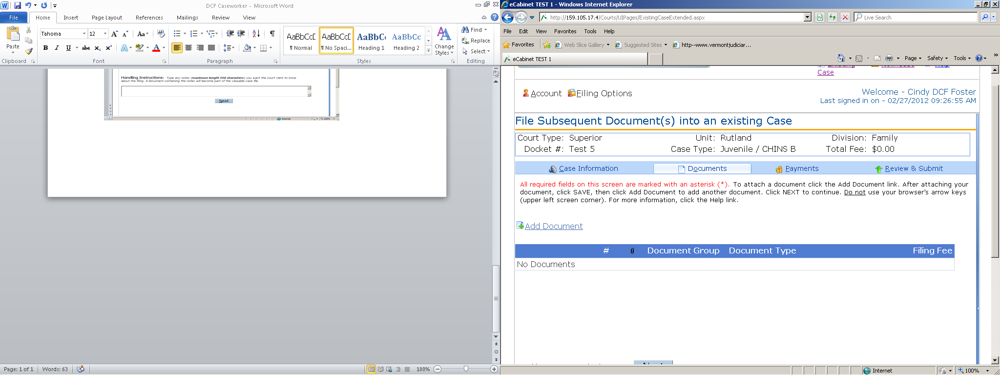 DCF Caseworker - Microsoft Word
File Home Insert Page Layout References Mailings Review View
Tahoma 12
Paste
Clipboard Font Paragraph
AaBbCcD AaBbCcD AaBbCc AaBbCc
¶ Normal ¶ No Spaci... Heading 1 Heading 2
Change Styles
Styles
Find
Replace
Select
Editing
Handling Instructions: Type any notes (maximum length 250 characters) you want the court clerk to know
about the filing. A document containing the notes will become part of the viewable case file.
Next
Internet 100%
Page: 1 of 1 Words: 63 100%
eCabinet TEST 1 - Windows Internet Explorer
http://159.105.17.4/Courts/UIPages/ExistingCaseExtended.aspx
Live Search
File Edit View Favorites Tools Help
Favorites Web Slice Gallery Suggested Sites http--www.vermontjudiciar...
eCabinet TEST 1
Page Safety Tools
Case
Account Filing Options
Welcome - Cindy DCF Foster
Last signed in on - 02/27/2012 09:26:55 AM
File Subsequent Document(s) into an existing Case
Court Type: Superior Unit: Rutland Division: Family
Docket #: Test 5 Case Type: Juvenile / CHINS B Total Fee: $0.00
Case Information Documents Payments Review & Submit
All required fields on this screen are marked with an asterisk (*). To attach a document click the Add Document link. After attaching your
document, click SAVE, then click Add Document to add another document. Click NEXT to continue. Do not use your browser's arrow keys
(upper left screen corner). For more information, click the Help link.
Add Document
# Document Group Document Type Filing Fee
No Documents
Internet 100%